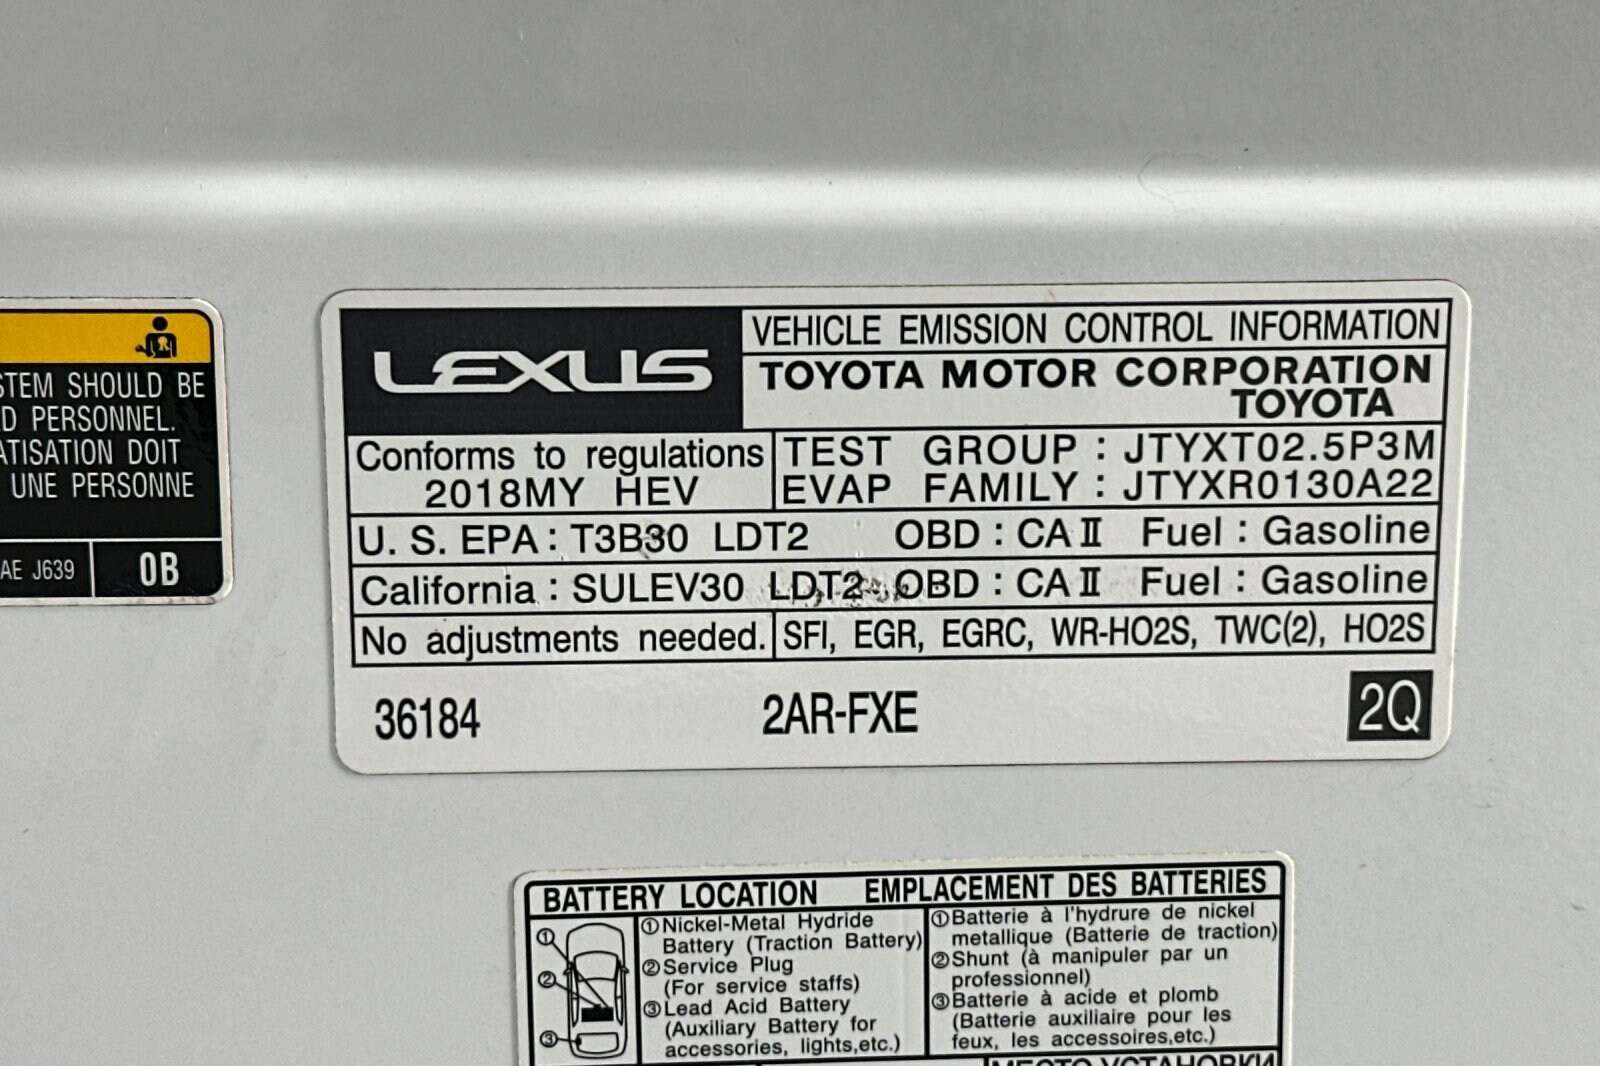 STEM SHOULD BE
D PERSONNEL.
ATISATION DOIT
UNE PERSONNE
AE J639 0B
LEXUS
VEHICLE EMISSION CONTROL INFORMATION
TOYOTA MOTOR CORPORATION
TOYOTA
Conforms to regulations
2018MY HEV
TEST GROUP : JTYXT02.5P3M
EVAP FAMILY : JTYXR0130A22
U. S. EPA : T3B30 LDT2 OBD : CA II Fuel : Gasoline
California : SULEV30 LDT2 OBD : CA II Fuel : Gasoline
No adjustments needed. SFI, EGR, EGRC, WR-HO2S, TWC(2), HO2S
36184 2AR-FXE 2Q
BATTERY LOCATION EMPLACEMENT DES BATTERIES
① ② ③
①Nickel-Metal Hydride
Battery (Traction Battery)
②Service Plug
(For service staffs)
③Lead Acid Battery
(Auxiliary Battery for
accessories, lights,etc.)
①Batterie à l'hydrure de nickel
metallique (Batterie de traction)
②Shunt (à manipuler par un
professionnel)
③Batterie à acide et plomb
(Batterie auxiliaire pour les
feux, les accessoires,etc.)
МЕСТО УСТАНОВКИ